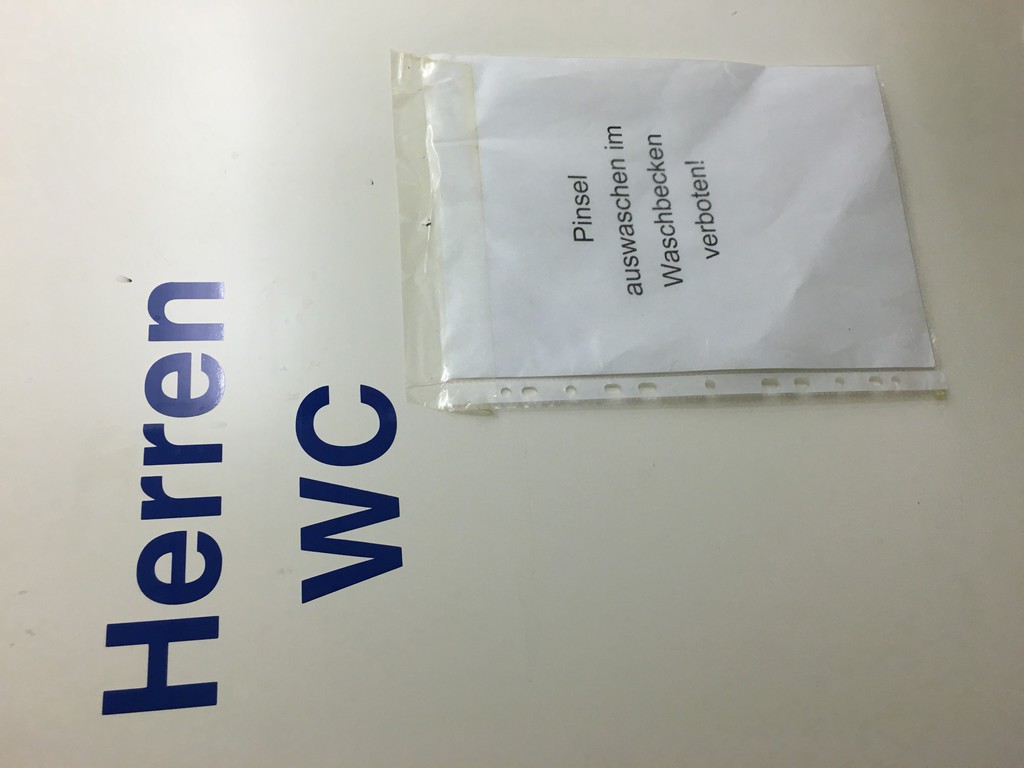 Herren
WC
Pinsel
auswaschen im
Waschbecken
verboten!